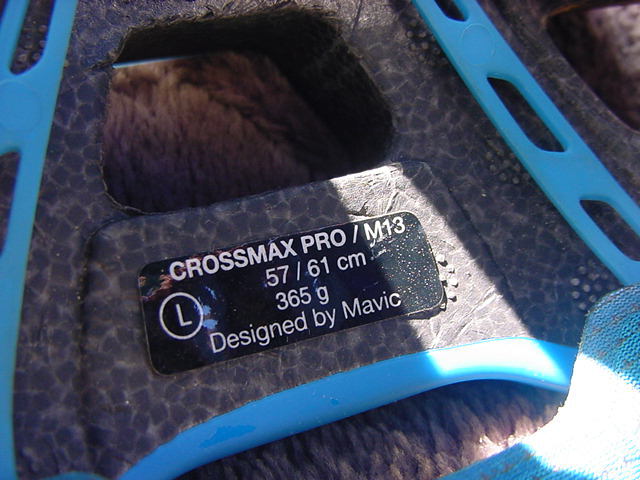 CROSSMAX PRO / M13
57 / 61 cm
365 g
L
Designed by Mavic